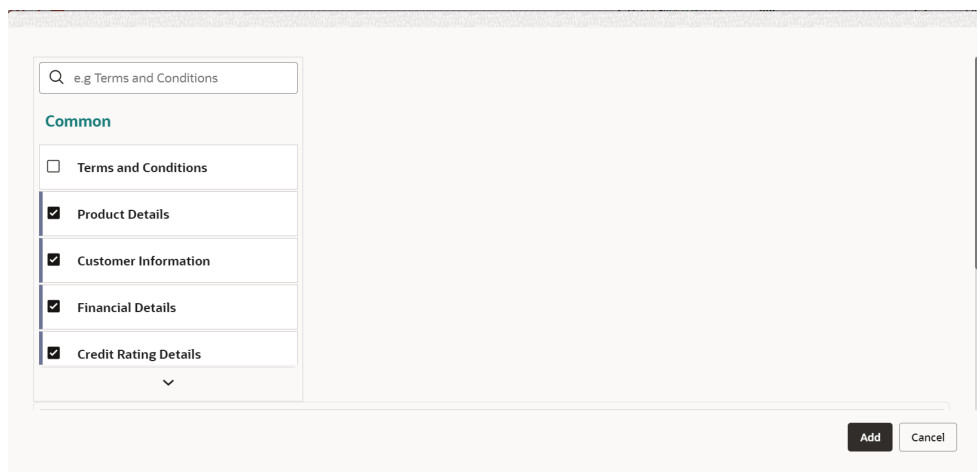 e.g Terms and Conditions
Common
Terms and Conditions
Product Details
Customer Information
Financial Details
Credit Rating Details
Add Cancel